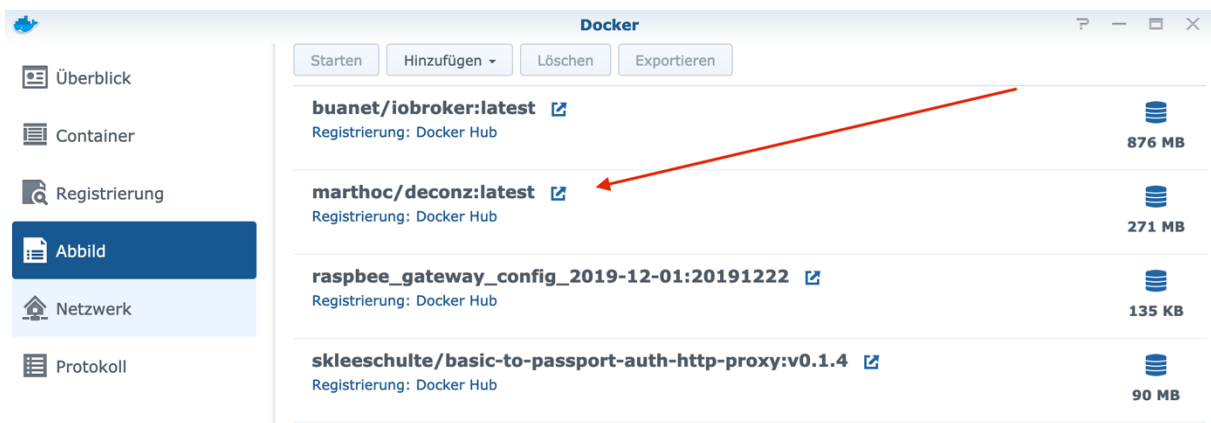 Docker
Überblick
Container
Registrierung
Abbild
Netzwerk
Protokoll
Starten
Hinzufügen
Löschen
Exportieren
buanet/iobroker:latest
Registrierung: Docker Hub
876 MB
marthoc/deconz:latest
Registrierung: Docker Hub
271 MB
raspbee_gateway_config_2019-12-01:20191222
Registrierung: Docker Hub
135 KB
skleeschulte/basic-to-passport-auth-http-proxy:v0.1.4
Registrierung: Docker Hub
90 MB